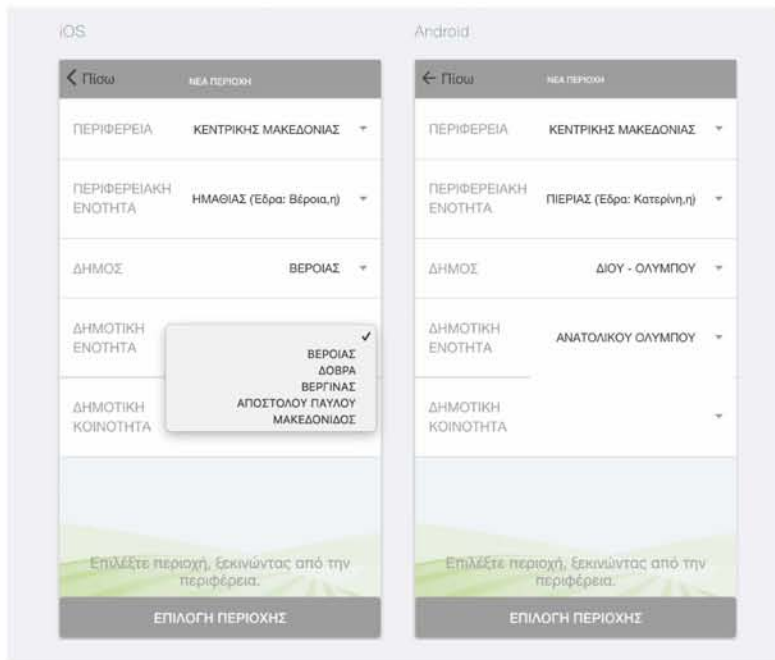 iOS
Πίσω
ΝΕΑ ΠΕΡΙΟΧΗ
ΠΕΡΙΦΕΡΕΙΑ
ΚΕΝΤΡΙΚΗΣ ΜΑΚΕΔΟΝΙΑΣ
ΠΕΡΙΦΕΡΕΙΑΚΗ
ΕΝΟΤΗΤΑ
ΗΜΑΘΙΑΣ (Έδρα: Βέροια,η)
ΔΗΜΟΣ
ΒΕΡΟΙΑΣ
ΔΗΜΟΤΙΚΗ
ΕΝΟΤΗΤΑ
ΒΕΡΟΙΑΣ
ΔΟΒΡΑ
ΒΕΡΓΙΝΑΣ
ΑΠΟΣΤΟΛΟΥ ΠΑΥΛΟΥ
ΜΑΚΕΔΟΝΙΔΟΣ
ΔΗΜΟΤΙΚΗ
ΚΟΙΝΟΤΗΤΑ
Επιλέξτε περιοχή, ξεκινώντας από την
περιφέρεια.
ΕΠΙΛΟΓΗ ΠΕΡΙΟΧΗΣ
Android
Πίσω
ΝΕΑ ΠΕΡΙΟΧΗ
ΠΕΡΙΦΕΡΕΙΑ
ΚΕΝΤΡΙΚΗΣ ΜΑΚΕΔΟΝΙΑΣ
ΠΕΡΙΦΕΡΕΙΑΚΗ
ΕΝΟΤΗΤΑ
ΠΙΕΡΙΑΣ (Έδρα: Κατερίνη,η)
ΔΗΜΟΣ
ΔΙΟΥ - ΟΛΥΜΠΟΥ
ΔΗΜΟΤΙΚΗ
ΕΝΟΤΗΤΑ
ΑΝΑΤΟΛΙΚΟΥ ΟΛΥΜΠΟΥ
ΔΗΜΟΤΙΚΗ
ΚΟΙΝΟΤΗΤΑ
Επιλέξτε περιοχή, ξεκινώντας από την
περιφέρεια.
ΕΠΙΛΟΓΗ ΠΕΡΙΟΧΗΣ